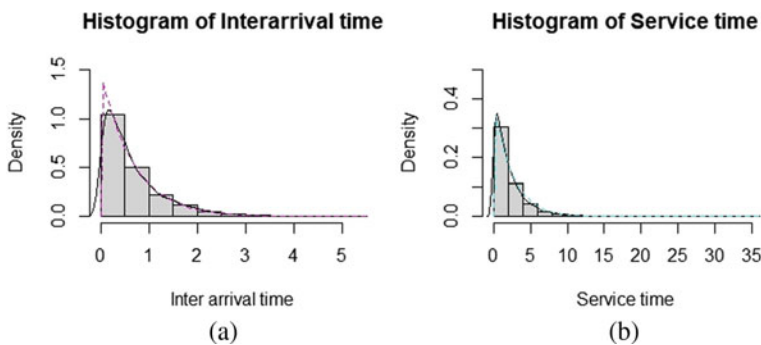 Histogram of Interarrival time
Density
0.0 0.5 1.0 1.5
0 1 2 3 4 5
Inter arrival time
(a)
Histogram of Service time
Density
0.0 0.2 0.4
0 5 10 15 20 25 30 35
Service time
(b)